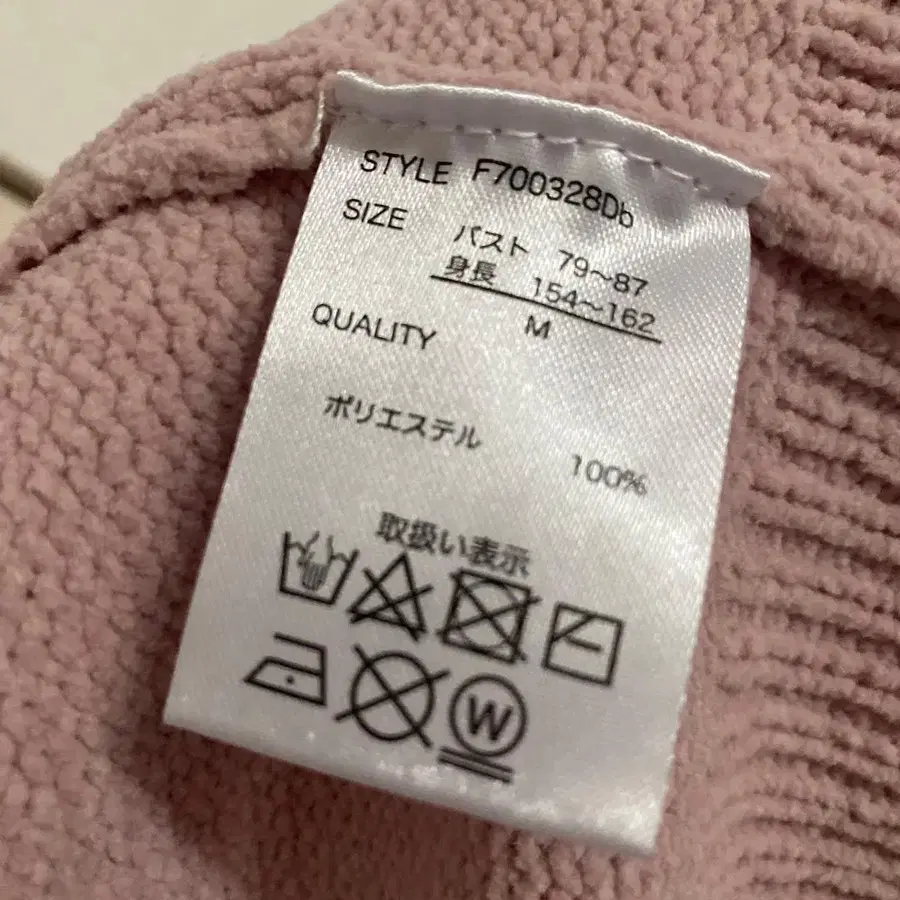 STYLE F700328Db
SIZE バスト 79～87
身長 154～162
M
QUALITY
ポリエステル 100%
取扱い表示
W